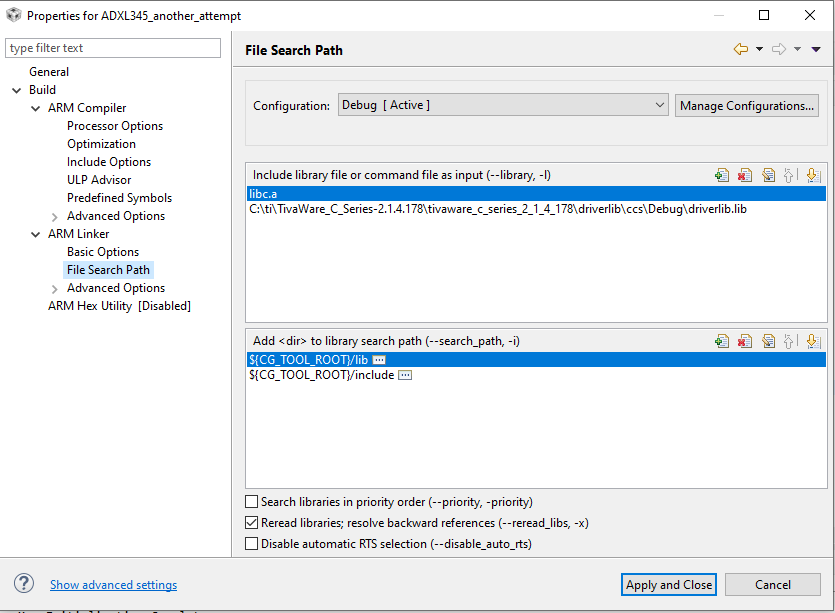 Properties for ADXL345_another_attempt
type filter text
File Search Path
General
Build
ARM Compiler
Processor Options
Optimization
Include Options
ULP Advisor
Predefined Symbols
Advanced Options
ARM Linker
Basic Options
File Search Path
Advanced Options
ARM Hex Utility [Disabled]
Configuration: Debug [ Active ] Manage Configurations...
Include library file or command file as input (--library, -l)
libc.a
C:\ti\TivaWare_C_Series-2.1.4.178\tivaware_c_series_2_1_4_178\driverlib\ccs\Debug\driverlib.lib
Add <dir> to library search path (--search_path, -i)
${CG_TOOL_ROOT}/lib
${CG_TOOL_ROOT}/include
Search libraries in priority order (--priority, -priority)
Reread libraries; resolve backward references (--reread_libs, -x)
Disable automatic RTS selection (--disable_auto_rts)
? Show advanced settings Apply and Close Cancel